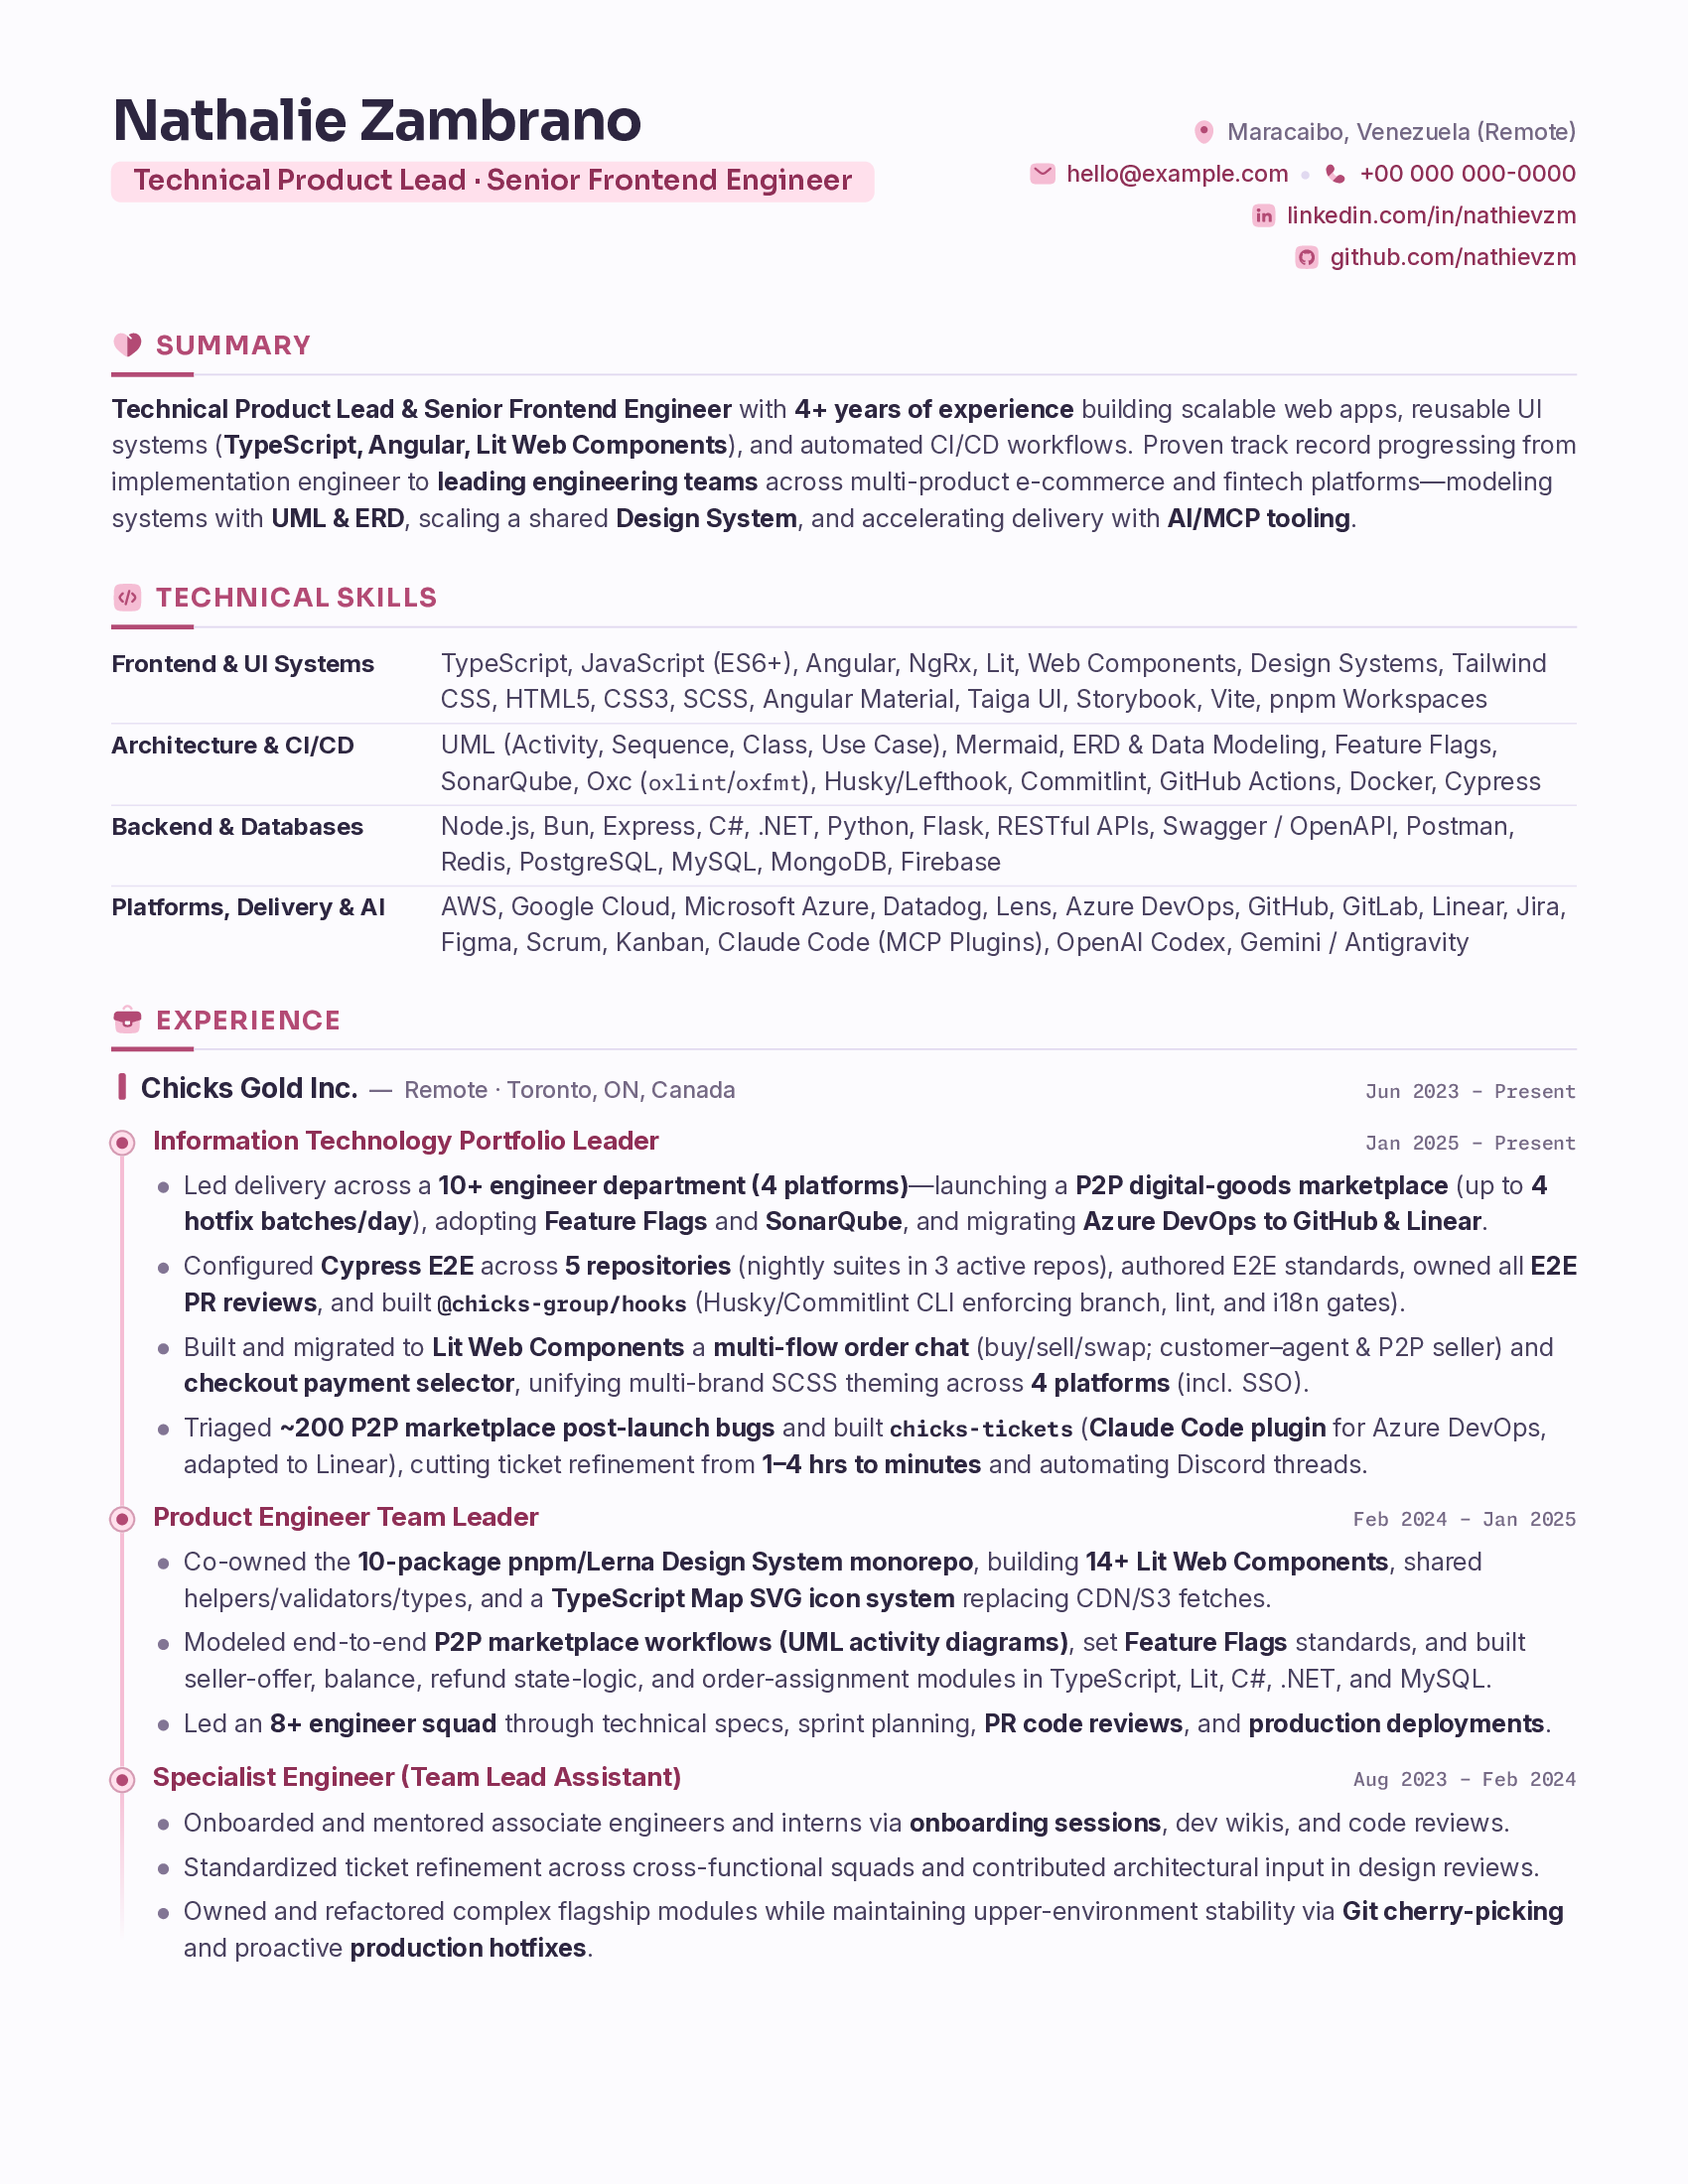 Nathalie Zambrano
Technical Product Lead · Senior Frontend Engineer
Maracaibo, Venezuela (Remote)
hello@example.com • +00 000 000-0000
linkedin.com/in/nathievzm
github.com/nathievzm
SUMMARY
Technical Product Lead & Senior Frontend Engineer with 4+ years of experience building scalable web apps, reusable UI
systems (TypeScript, Angular, Lit Web Components), and automated CI/CD workflows. Proven track record progressing from
implementation engineer to leading engineering teams across multi-product e-commerce and fintech platforms—modeling
systems with UML & ERD, scaling a shared Design System, and accelerating delivery with AI/MCP tooling.
TECHNICAL SKILLS
Frontend & UI Systems TypeScript, JavaScript (ES6+), Angular, NgRx, Lit, Web Components, Design Systems, Tailwind
CSS, HTML5, CSS3, SCSS, Angular Material, Taiga UI, Storybook, Vite, pnpm Workspaces
Architecture & CI/CD UML (Activity, Sequence, Class, Use Case), Mermaid, ERD & Data Modeling, Feature Flags,
SonarQube, Oxc (oxlint/oxfmt), Husky/Lefthook, Commitlint, GitHub Actions, Docker, Cypress
Backend & Databases Node.js, Bun, Express, C#, .NET, Python, Flask, RESTful APIs, Swagger / OpenAPI, Postman,
Redis, PostgreSQL, MySQL, MongoDB, Firebase
Platforms, Delivery & AI AWS, Google Cloud, Microsoft Azure, Datadog, Lens, Azure DevOps, GitHub, GitLab, Linear, Jira,
Figma, Scrum, Kanban, Claude Code (MCP Plugins), OpenAI Codex, Gemini / Antigravity
EXPERIENCE
Chicks Gold Inc. — Remote · Toronto, ON, Canada Jun 2023 – Present
Information Technology Portfolio Leader Jan 2025 – Present
• Led delivery across a 10+ engineer department (4 platforms)—launching a P2P digital-goods marketplace (up to 4
hotfix batches/day), adopting Feature Flags and SonarQube, and migrating Azure DevOps to GitHub & Linear.
• Configured Cypress E2E across 5 repositories (nightly suites in 3 active repos), authored E2E standards, owned all E2E
PR reviews, and built @chicks-group/hooks (Husky/Commitlint CLI enforcing branch, lint, and i18n gates).
• Built and migrated to Lit Web Components a multi-flow order chat (buy/sell/swap; customer–agent & P2P seller) and
checkout payment selector, unifying multi-brand SCSS theming across 4 platforms (incl. SSO).
• Triaged ~200 P2P marketplace post-launch bugs and built chicks-tickets (Claude Code plugin for Azure DevOps,
adapted to Linear), cutting ticket refinement from 1–4 hrs to minutes and automating Discord threads.
Product Engineer Team Leader Feb 2024 – Jan 2025
• Co-owned the 10-package pnpm/Lerna Design System monorepo, building 14+ Lit Web Components, shared
helpers/validators/types, and a TypeScript Map SVG icon system replacing CDN/S3 fetches.
• Modeled end-to-end P2P marketplace workflows (UML activity diagrams), set Feature Flags standards, and built
seller-offer, balance, refund state-logic, and order-assignment modules in TypeScript, Lit, C#, .NET, and MySQL.
• Led an 8+ engineer squad through technical specs, sprint planning, PR code reviews, and production deployments.
Specialist Engineer (Team Lead Assistant) Aug 2023 – Feb 2024
• Onboarded and mentored associate engineers and interns via onboarding sessions, dev wikis, and code reviews.
• Standardized ticket refinement across cross-functional squads and contributed architectural input in design reviews.
• Owned and refactored complex flagship modules while maintaining upper-environment stability via Git cherry-picking
and proactive production hotfixes.